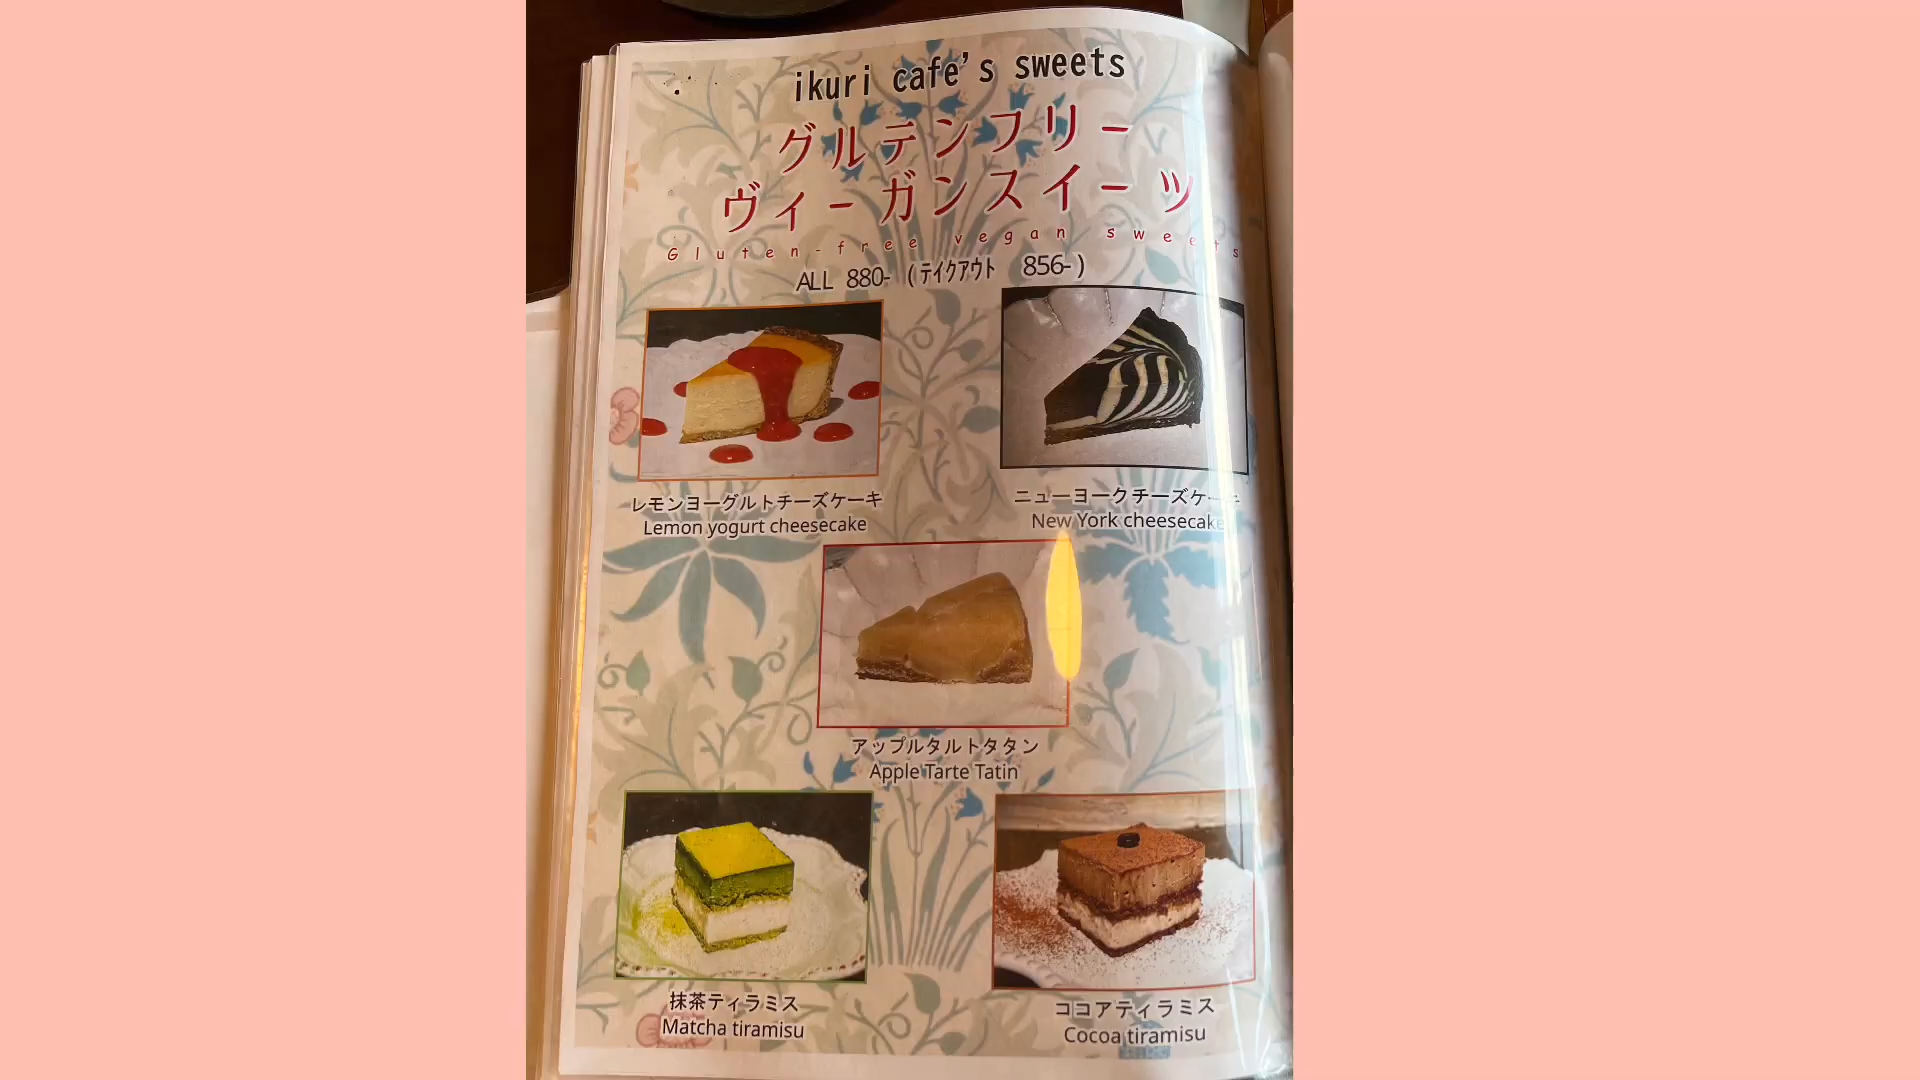 ikuri cafe's sweets
グルテンフリー
ヴィーガンスイーツ
Gluten-free vegan sweets
ALL 880- (テイクアウト 856-)
レモンヨーグルトチーズケーキ
Lemon yogurt cheesecake
ニューヨークチーズケーキ
New York cheesecake
アップルタルトタタン
Apple Tarte Tatin
抹茶ティラミス
Matcha tiramisu
ココアティラミス
Cocoa tiramisu